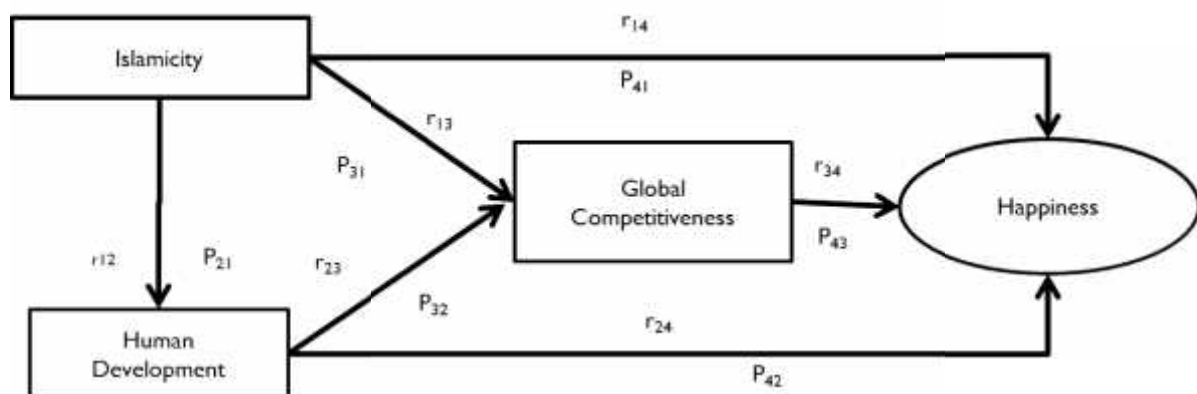 r14
Islamicity
P41
r13
P31
Global
Competitiveness
r34
Happiness
P43
r12
P21
r23
P32
Human
Development
r24
P42